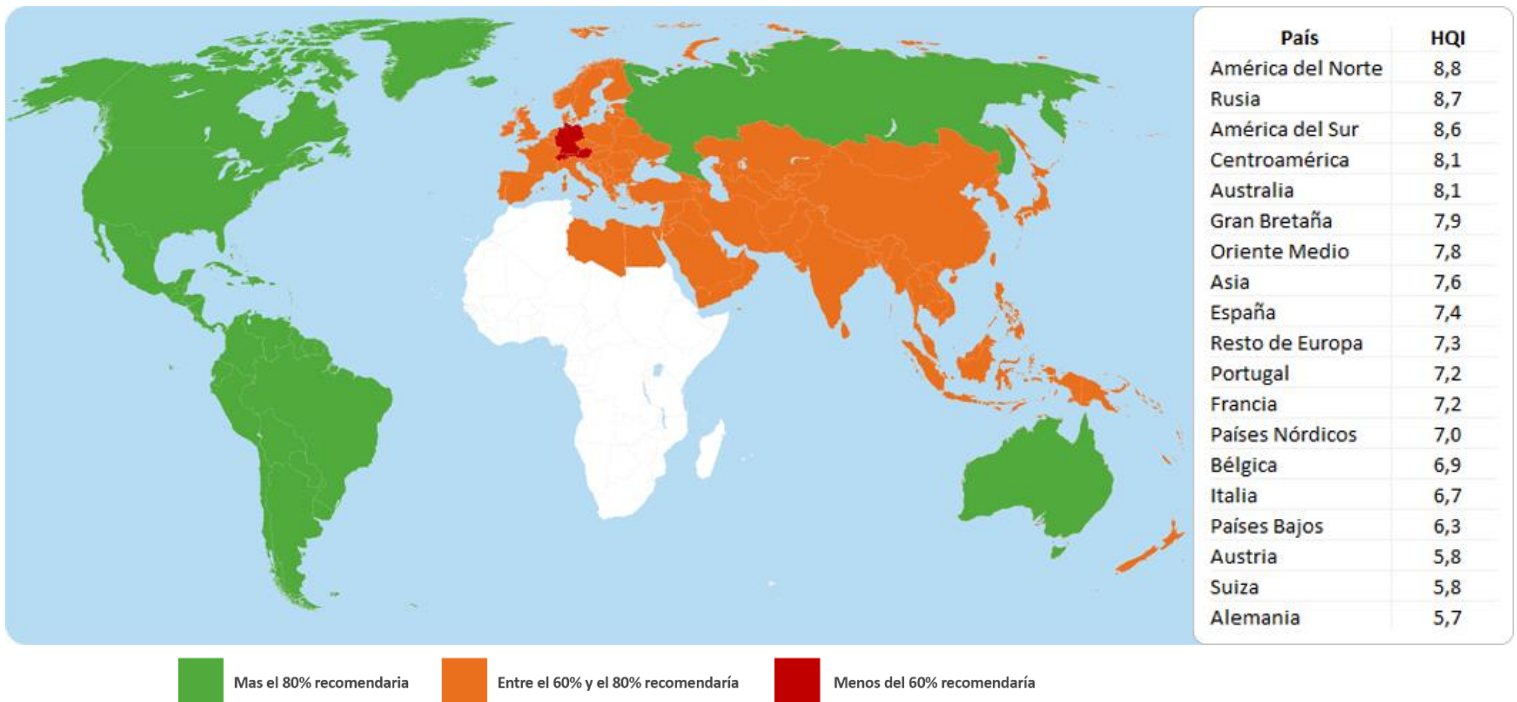 País HQI
América del Norte 8,8
Rusia 8,7
América del Sur 8,6
Centroamérica 8,1
Australia 8,1
Gran Bretaña 7,9
Oriente Medio 7,8
Asia 7,6
España 7,4
Resto de Europa 7,3
Portugal 7,2
Francia 7,2
Países Nórdicos 7,0
Bélgica 6,9
Italia 6,7
Países Bajos 6,3
Austria 5,8
Suiza 5,8
Alemania 5,7
Mas el 80% recomendaria
Entre el 60% y el 80% recomendaría
Menos del 60% recomendaría